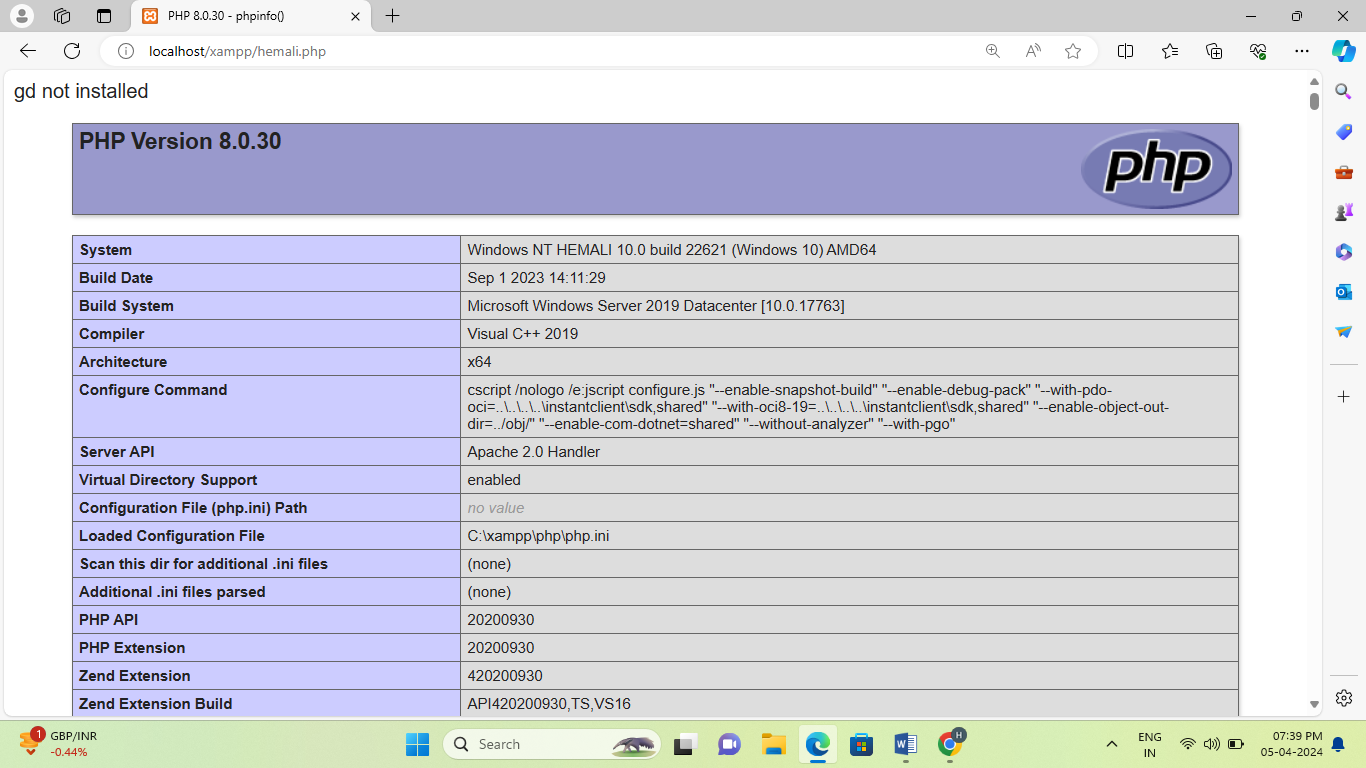 PHP 8.0.30 - phpinfo()
localhost/xampp/hemali.php
gd not installed
PHP Version 8.0.30
php
System Windows NT HEMALI 10.0 build 22621 (Windows 10) AMD64
Build Date Sep 1 2023 14:11:29
Build System Microsoft Windows Server 2019 Datacenter [10.0.17763]
Compiler Visual C++ 2019
Architecture x64
Configure Command cscript /nologo /e:jscript configure.js "--enable-snapshot-build" "--enable-debug-pack" "--with-pdo-
oci=..\..\..\..\instantclient\sdk,shared" "--with-oci8-19=..\..\..\..\instantclient\sdk,shared" "--enable-object-out-
dir=../obj/" "--enable-com-dotnet=shared" "--without-analyzer" "--with-pgo"
Server API Apache 2.0 Handler
Virtual Directory Support enabled
Configuration File (php.ini) Path no value
Loaded Configuration File C:\xampp\php\php.ini
Scan this dir for additional .ini files (none)
Additional .ini files parsed (none)
PHP API 20200930
PHP Extension 20200930
Zend Extension 420200930
Zend Extension Build API420200930,TS,VS16
1
GBP/INR
-0.44%
Search
H
ENG
IN
07:39 PM
05-04-2024